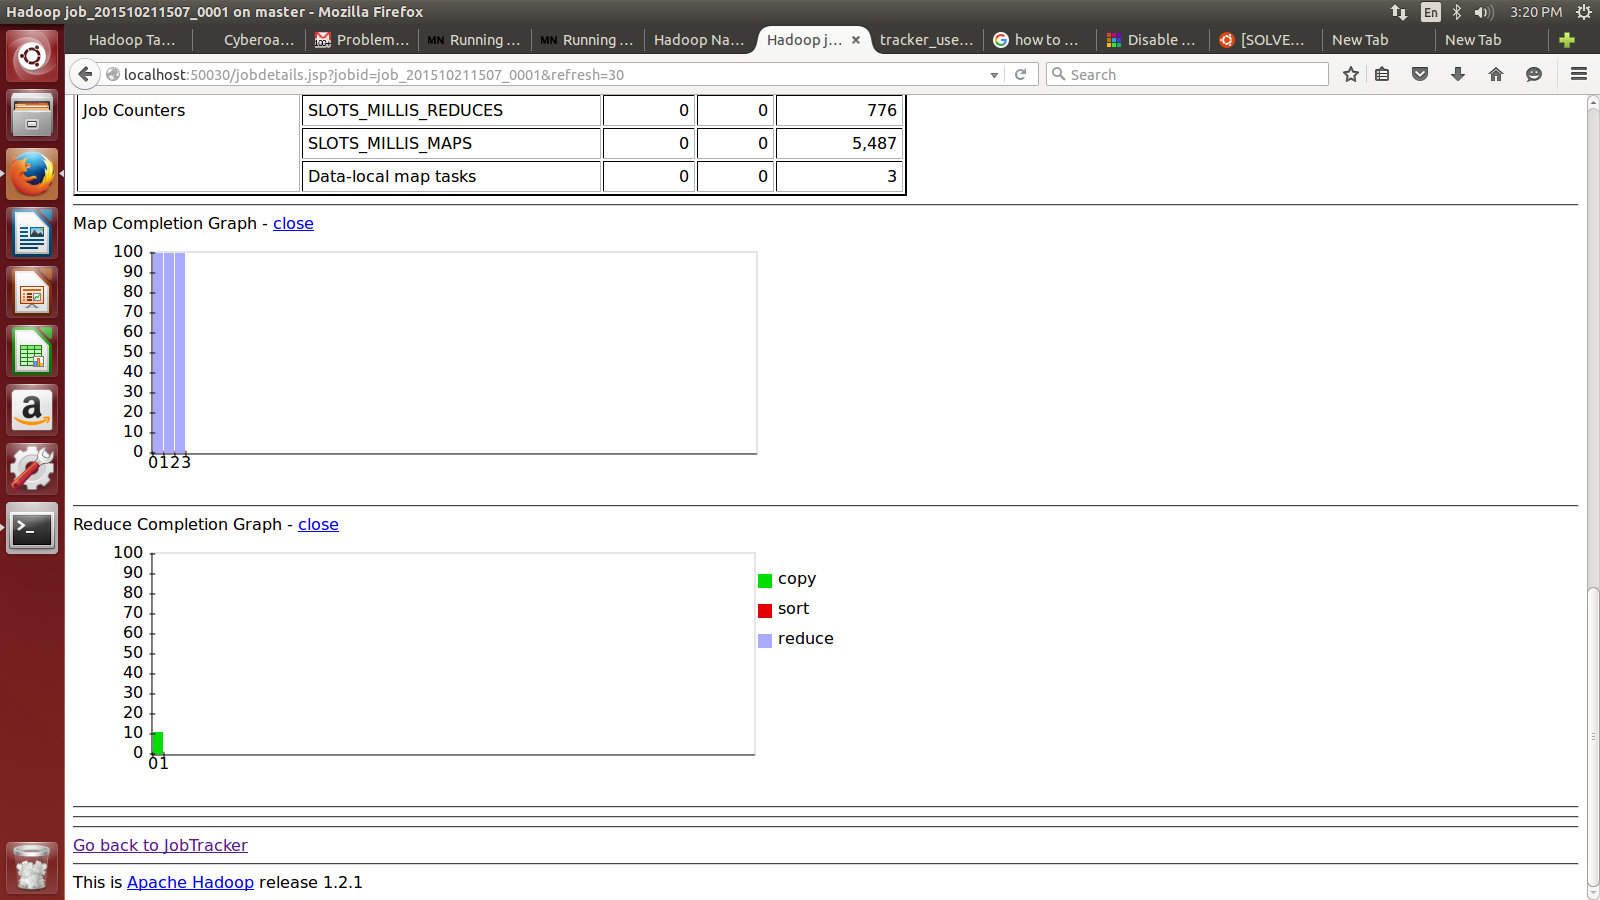 Hadoop job_201510211507_0001 on master - Mozilla Firefox
En
3:20 PM
Hadoop Ta...
Cyberoa...
Problem...
MN Running ...
MN Running ...
Hadoop Na...
Hadoop j...
tracker_use...
how to ...
Disable ...
[SOLVE...
New Tab
New Tab
localhost:50030/jobdetails.jsp?jobid=job_201510211507_0001&refresh=30
Search
Job Counters
SLOTS_MILLIS_REDUCES 0 0 776
SLOTS_MILLIS_MAPS 0 0 5,487
Data-local map tasks 0 0 3
Map Completion Graph - close
100
90
80
70
60
50
40
30
20
10
0
0123
Reduce Completion Graph - close
100
90
80
70
60
50
40
30
20
10
0
01
copy
sort
reduce
Go back to JobTracker
This is Apache Hadoop release 1.2.1